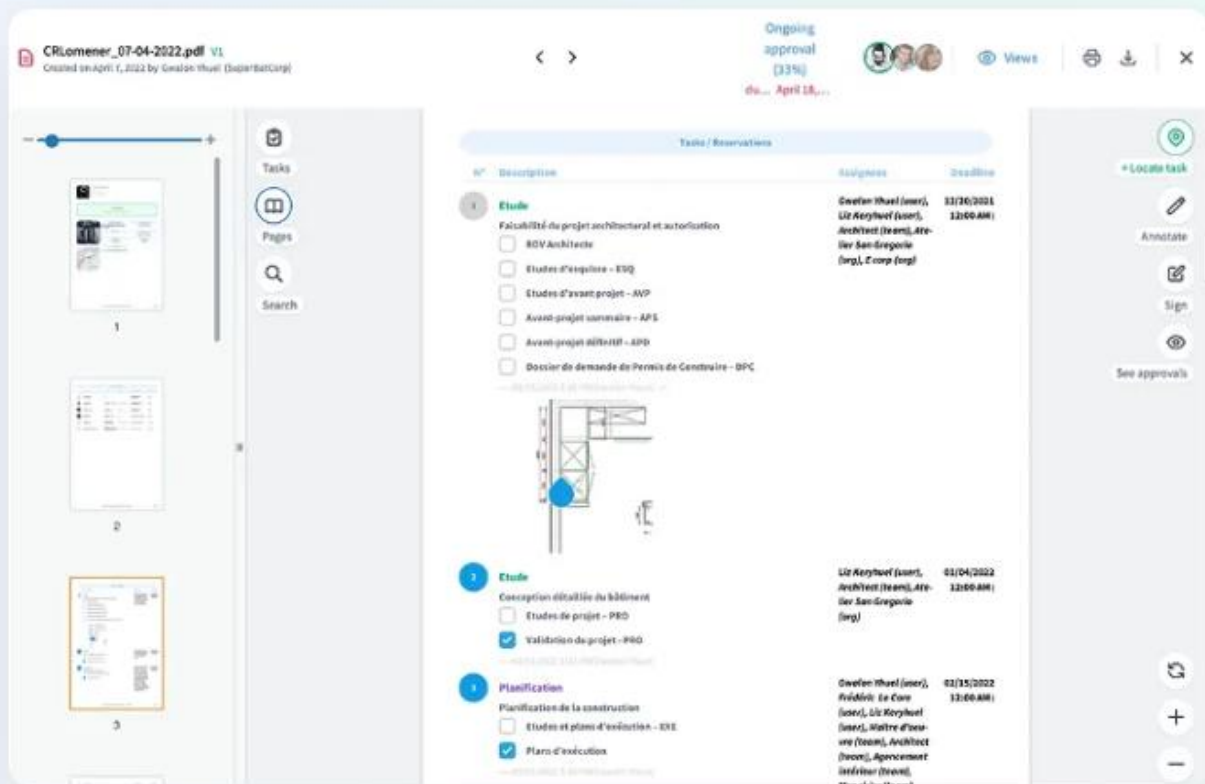 CRLomener_07-04-2022.pdf V1
Created on April 7, 2022 by Gwalan Yhuel (SuperBatCorp)
Ongoing
approval
(33%)
du... April 18,...
Views
Tasks
Pages
Search
1
2
3
Tasks / Reservations
N° Description Assignees Deadline
1 Etude
Faisabilité du projet architectural et autorisation
RDV Architecte
Etudes d'esquisse - ESQ
Etudes d'avant projet - AVP
Avant-projet sommaire - APS
Avant-projet définitif - APD
Dossier de demande de Permis de Construire - DPC
Gwalan Yhuel (user),
Liz Keryhuel (user),
Architect (team), Ate-
lier San Gregorio
(org), E corp (org)
12:00 AM
2 Etude
Conception détaillée du bâtiment
Etudes de projet - PRO
Validation du projet - PRO
Liz Keryhuel (user),
Architect (team), Ate-
lier San Gregorio
(org)
01/04/2022
12:00 AM
3 Planification
Planification de la construction
Etudes et plans d'exécution - EXE
Plans d'exécution
Gwalan Yhuel (user),
Frédéric Le Core
(user), Liz Keryhuel
(user), Maître d'oeu-
vre (team), Architect
(team), Agencement
intérieur (team),
02/15/2022
12:00 AM
+ Locate task
Annotate
Sign
See approvals